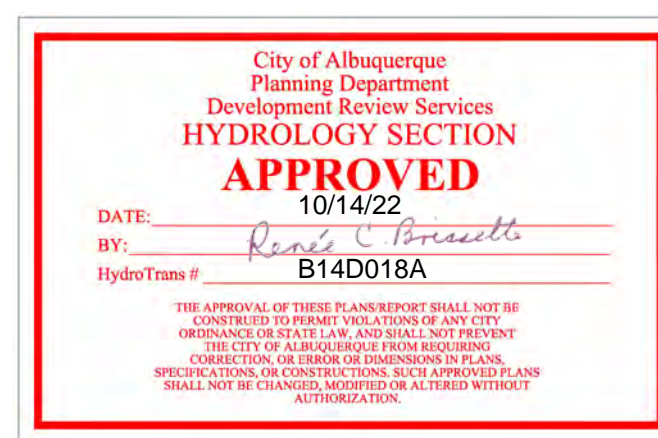 City of Albuquerque
Planning Department
Development Review Services
HYDROLOGY SECTION
APPROVED
DATE: 10/14/22
BY: Renée C. Brissette
HydroTrans # B14D018A
THE APPROVAL OF THESE PLANS/REPORT SHALL NOT BE
CONSTRUED TO PERMIT VIOLATIONS OF ANY CITY
ORDINANCE OR STATE LAW, AND SHALL NOT PREVENT
THE CITY OF ALBUQUERQUE FROM REQUIRING
CORRECTION, OR ERROR OR DIMENSIONS IN PLANS,
SPECIFICATIONS, OR CONSTRUCTIONS. SUCH APPROVED PLANS
SHALL NOT BE CHANGED, MODIFIED OR ALTERED WITHOUT
AUTHORIZATION.